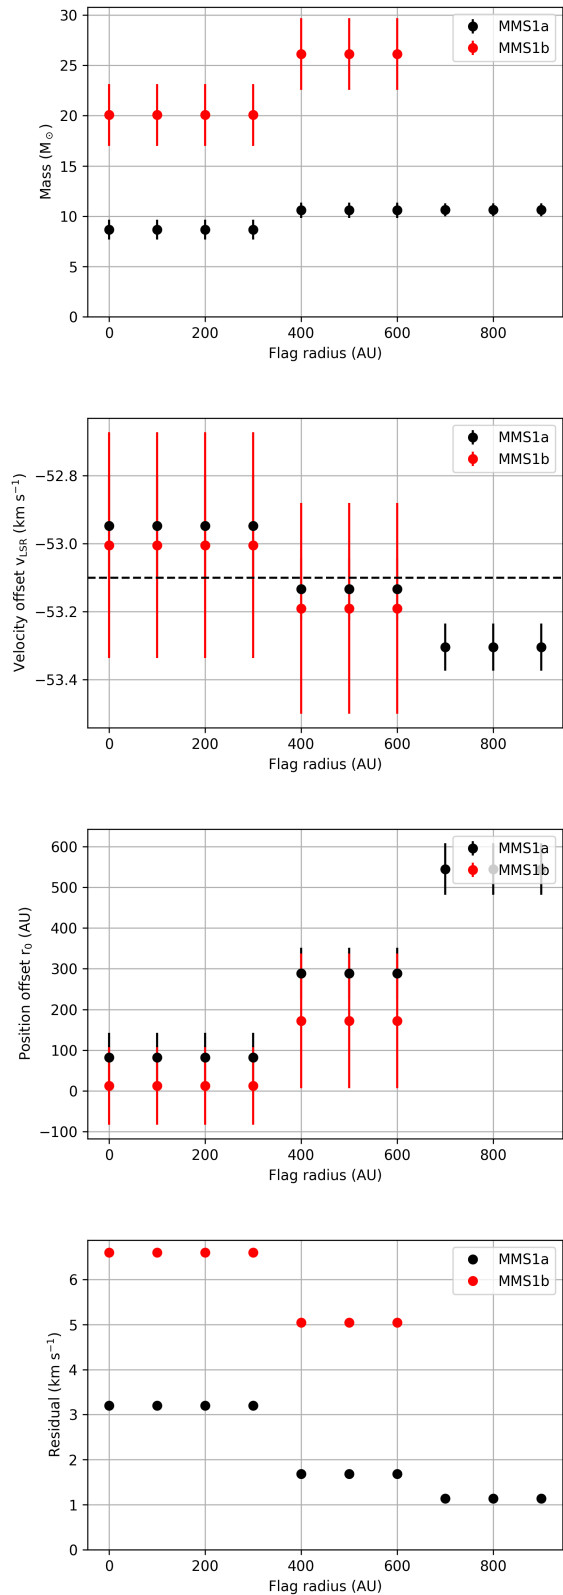 30
25
20
15
10
5
0
Mass (M⊙)
MMS1a
MMS1b
0 200 400 600 800
Flag radius (AU)
−52.8
−53.0
−53.2
−53.4
Velocity offset vLSR (km s⁻¹)
MMS1a
MMS1b
0 200 400 600 800
Flag radius (AU)
600
500
400
300
200
100
0
−100
Position offset r₀ (AU)
MMS1a
MMS1b
0 200 400 600 800
Flag radius (AU)
6
5
4
3
2
1
0
Residual (km s⁻¹)
MMS1a
MMS1b
0 200 400 600 800
Flag radius (AU)